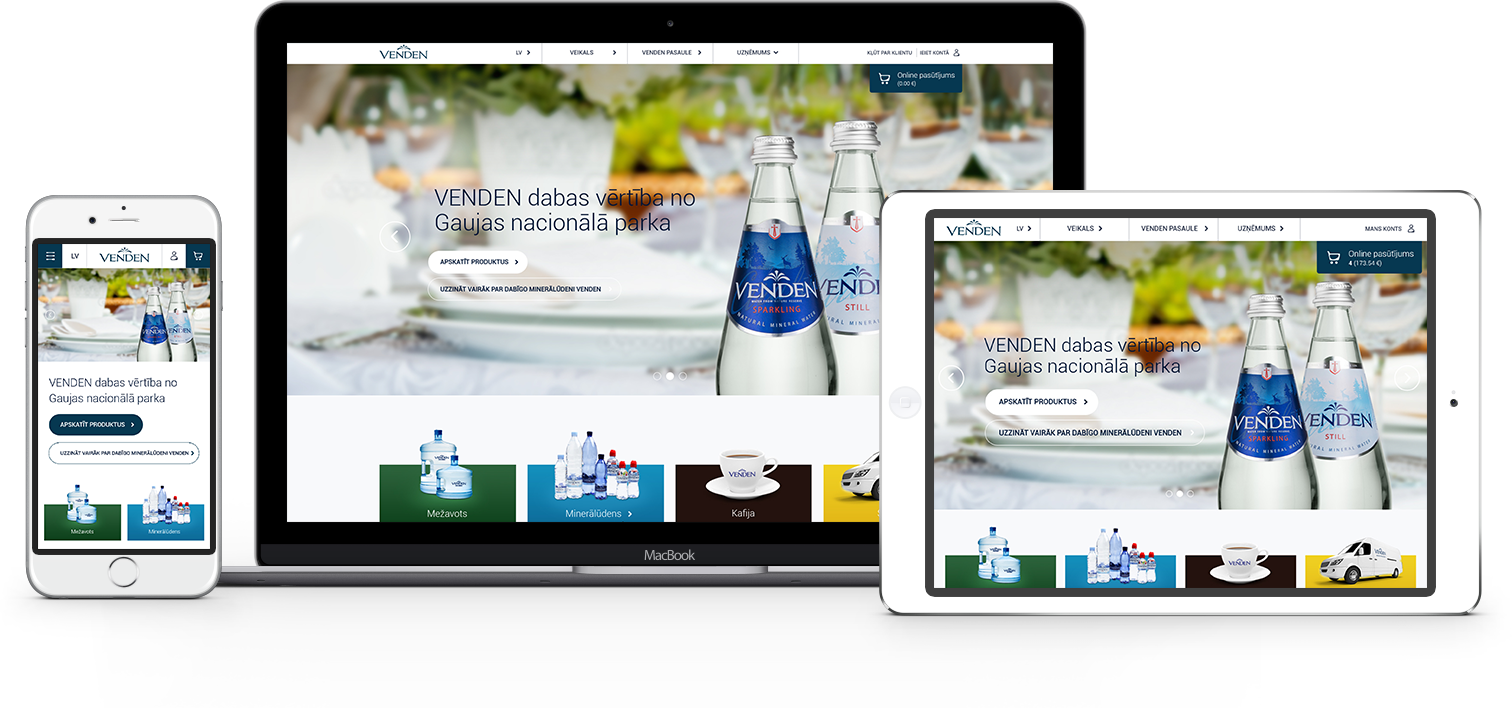 VENDEN
LV
VEIKALS
VENDEN PASAULE
UZŅĒMUMS
KĻŪT PAR KLIENTU
IEIET KONTĀ
Online pasūtījums
(0.00 €)
VENDEN dabas vērtība no
Gaujas nacionālā parka
APSKATĪT PRODUKTUS
UZZINĀT VAIRĀK PAR DABĪGO MINERĀLŪDENI VENDEN
VENDEN
SPARKLING
NATURAL MINERAL WATER
VENDEN
STILL
NATURAL MINERAL
VENDEN
Mežavots
Minerālūdens
Kafija
MacBook
LV
VENDEN
VENDEN
VENDEN
VENDEN dabas vērtība no
Gaujas nacionālā parka
APSKATĪT PRODUKTUS
UZZINĀT VAIRĀK PAR DABĪGO MINERĀLŪDENI VENDEN
Mežavots
Minerālūdens
VENDEN
LV
VEIKALS
VENDEN PASAULE
UZŅĒMUMS
MANS KONTS
Online pasūtījums
4 (173.54 €)
VENDEN dabas vērtība no
Gaujas nacionālā parka
APSKATĪT PRODUKTUS
UZZINĀT VAIRĀK PAR DABĪGO MINERĀLŪDENI VENDEN
VENDEN
SPARKLING
VENDEN
STILL
VENDEN